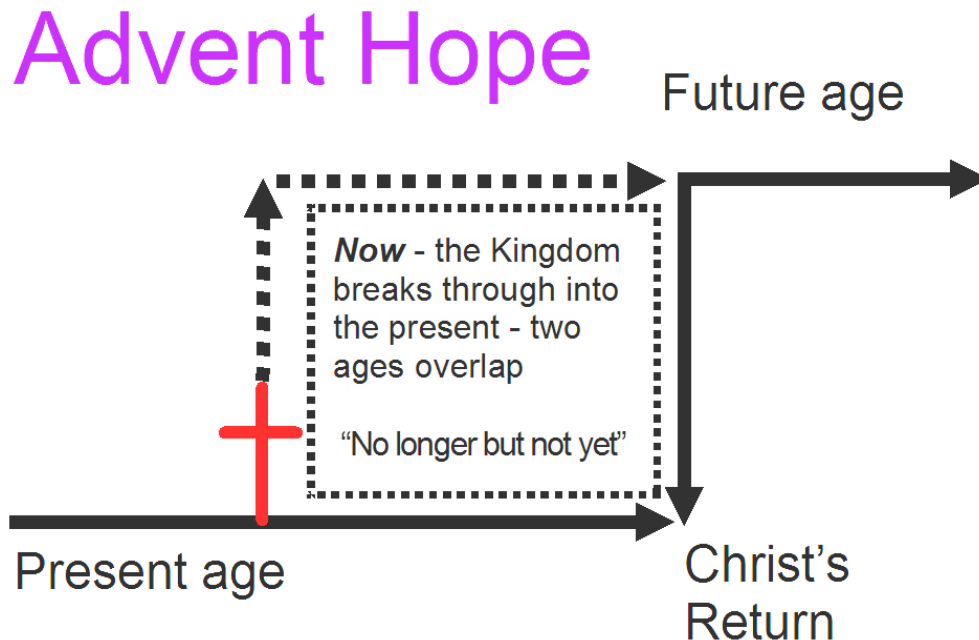 Advent Hope
Future age
Now - the Kingdom
breaks through into
the present - two
ages overlap
“No longer but not yet”
Present age
Christ’s
Return